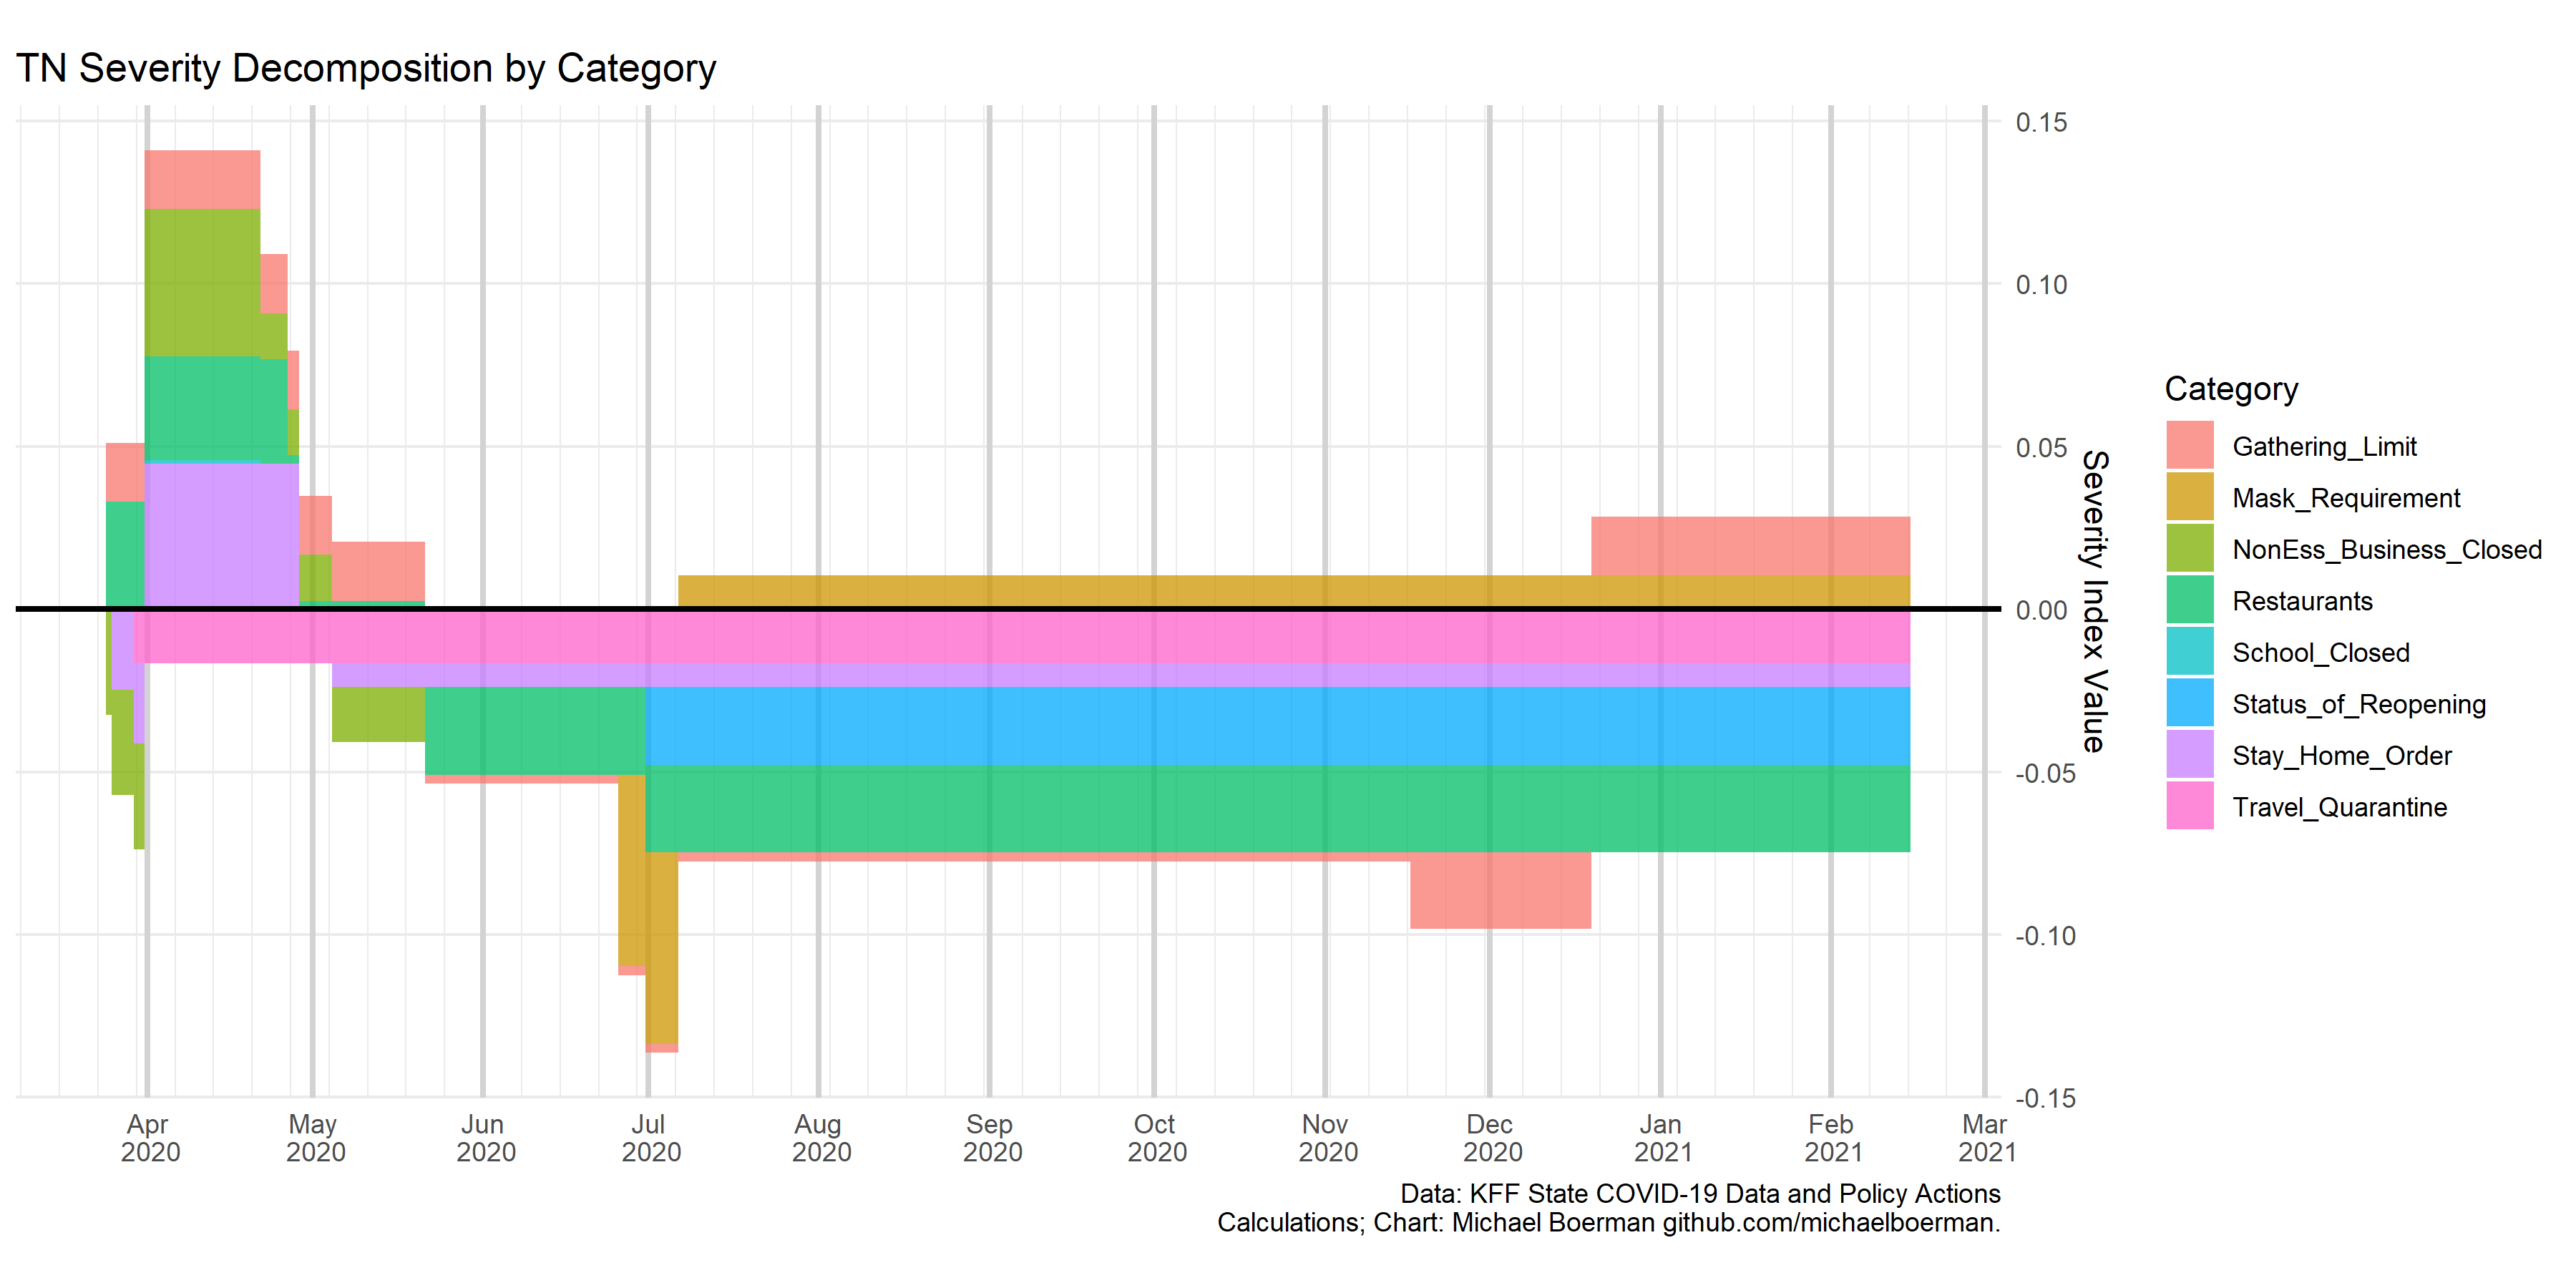 TN Severity Decomposition by Category
0.15
0.10
0.05
0.00
-0.05
-0.10
-0.15
Severity Index Value
Apr
2020
May
2020
Jun
2020
Jul
2020
Aug
2020
Sep
2020
Oct
2020
Nov
2020
Dec
2020
Jan
2021
Feb
2021
Mar
2021
Category
Gathering_Limit
Mask_Requirement
NonEss_Business_Closed
Restaurants
School_Closed
Status_of_Reopening
Stay_Home_Order
Travel_Quarantine
Data: KFF State COVID-19 Data and Policy Actions
Calculations; Chart: Michael Boerman github.com/michaelboerman.